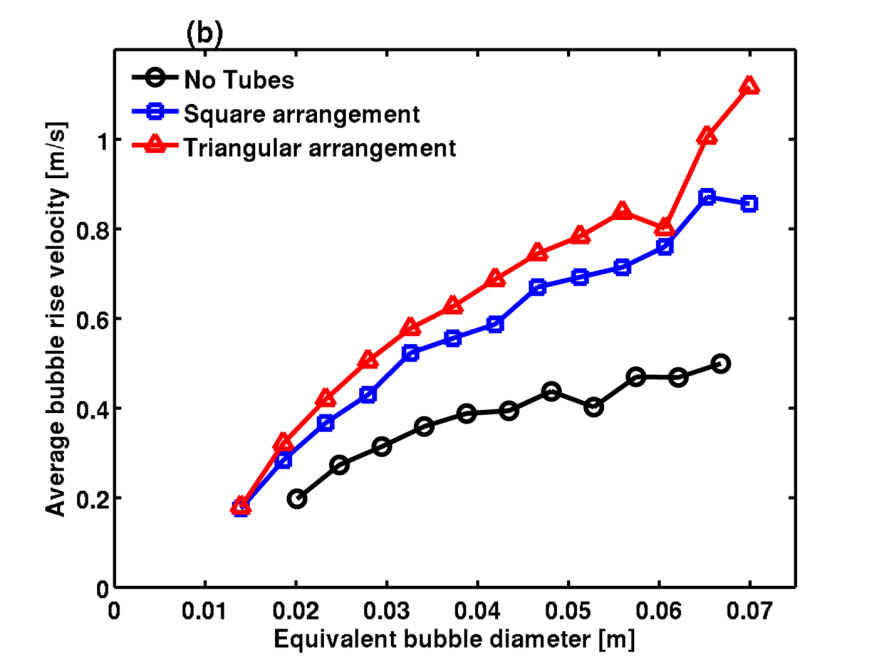 (b)
No Tubes
Square arrangement
Triangular arrangement
Average bubble rise velocity [m/s]
1
0.8
0.6
0.4
0.2
0
0 0.01 0.02 0.03 0.04 0.05 0.06 0.07
Equivalent bubble diameter [m]